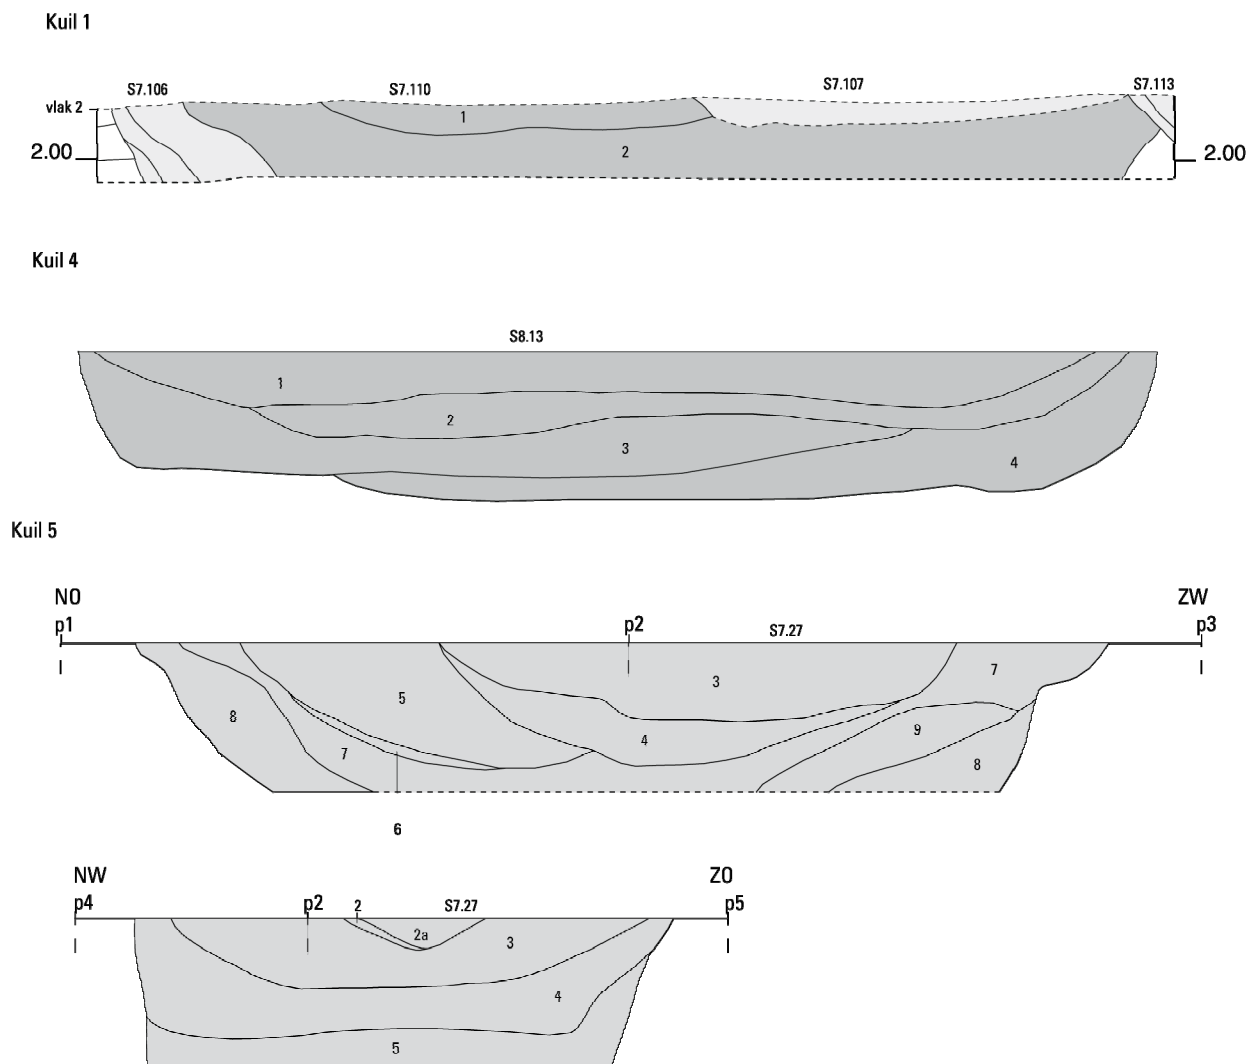 Kuil 1
S7.106 S7.110 S7.107 S7.113
vlak 2
1
2.00 2 2.00
Kuil 4
S8.13
1
2
3
4
Kuil 5
NO ZW
p1 p2 S7.27 p3
3 7
5
8 4 9
7 8
6
NW ZO
p4 p2 2 S7.27 p5
2a 3
4
5